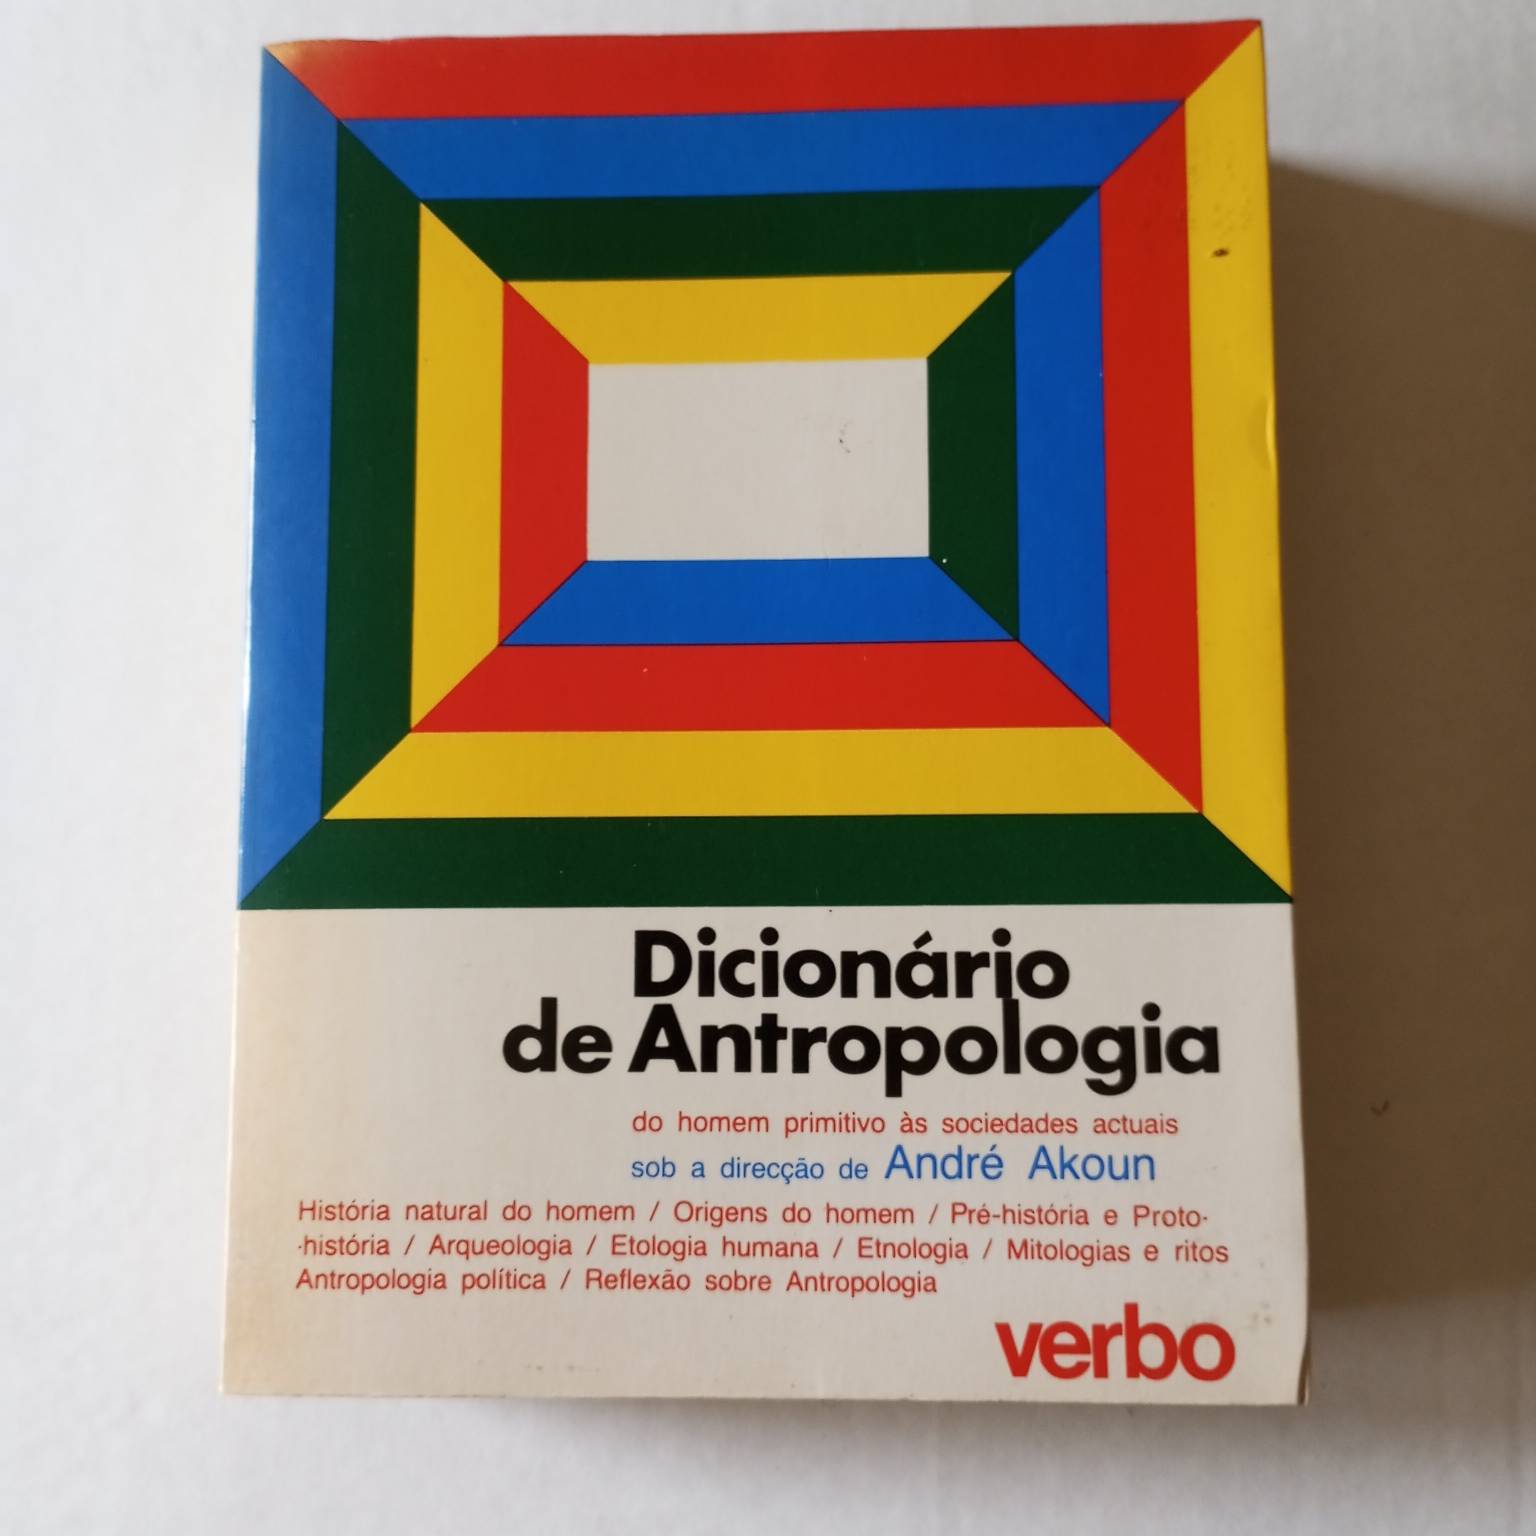 Dicionário
de Antropologia
do homem primitivo às sociedades actuais
sob a direcção de André Akoun
História natural do homem / Origens do homem / Pré-história e Proto-
-história / Arqueologia / Etologia humana / Etnologia / Mitologias e ritos
Antropologia política / Reflexão sobre Antropologia
verbo